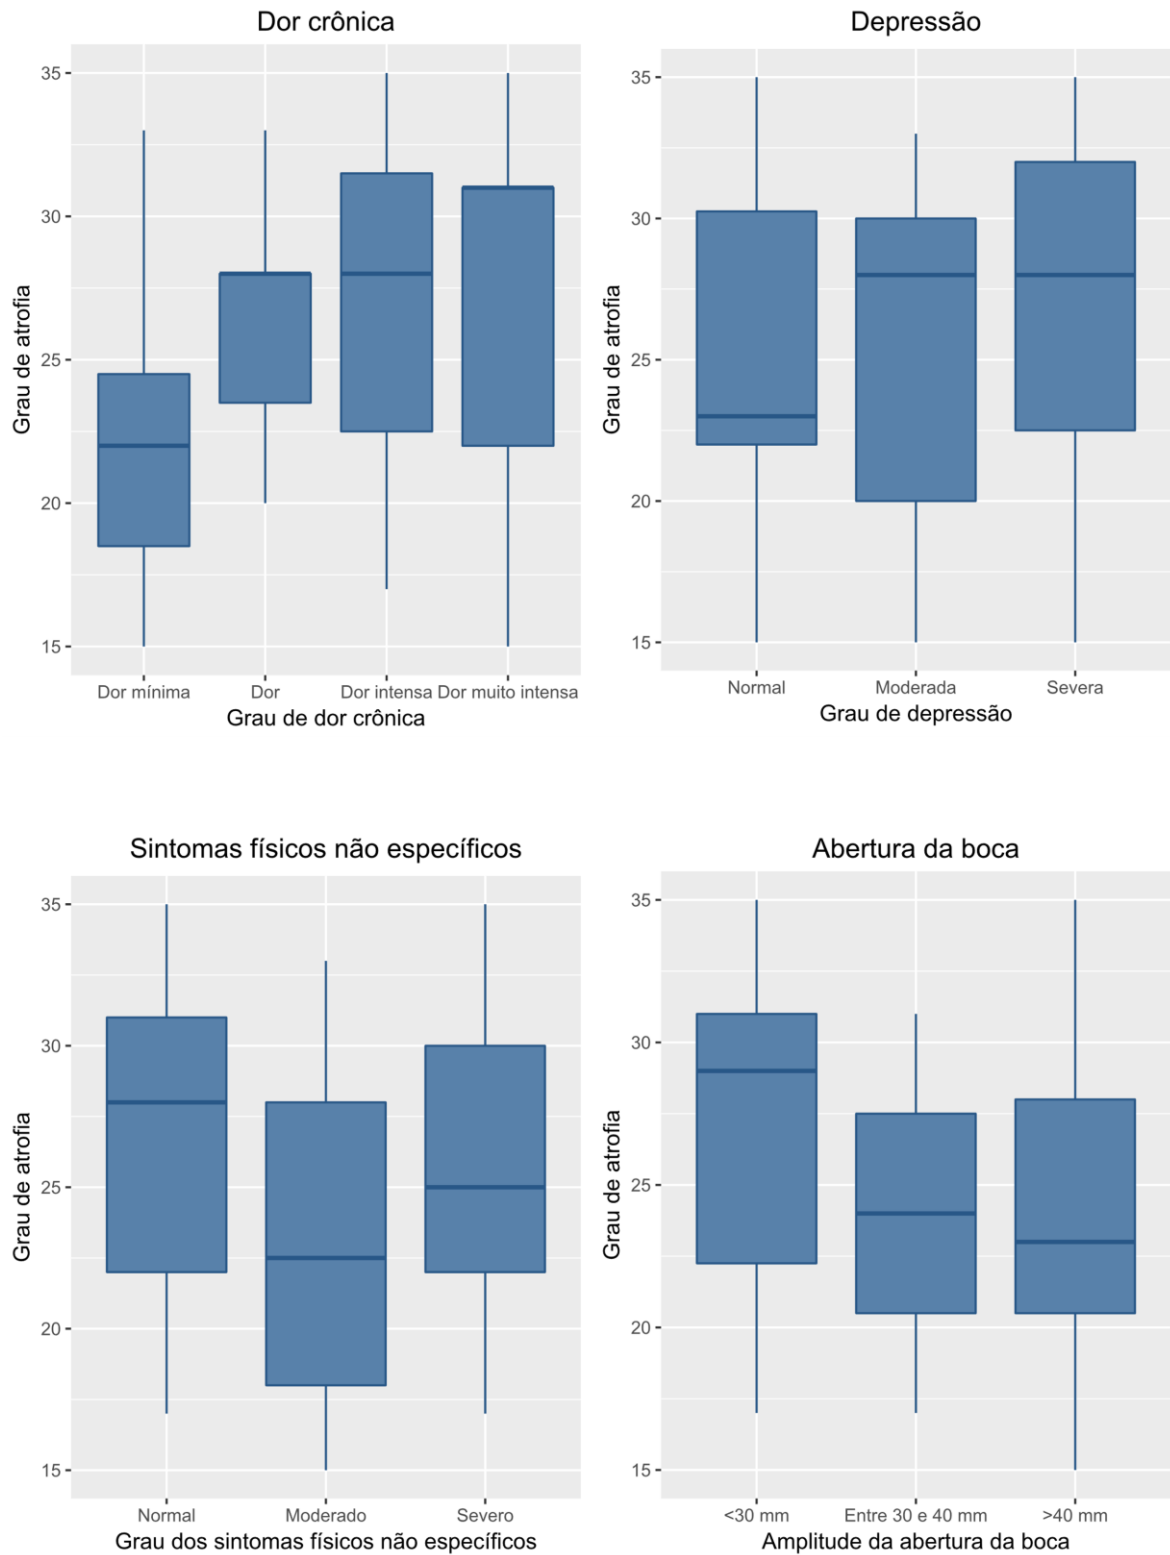 Dor crônica
35
30
25
20
15
Grau de atrofia
Dor mínima Dor Dor intensa Dor muito intensa
Grau de dor crônica
Depressão
35
30
25
20
15
Grau de atrofia
Normal Moderada Severa
Grau de depressão
Sintomas físicos não específicos
35
30
25
20
15
Grau de atrofia
Normal Moderado Severo
Grau dos sintomas físicos não específicos
Abertura da boca
35
30
25
20
15
Grau de atrofia
<30 mm Entre 30 e 40 mm >40 mm
Amplitude da abertura da boca